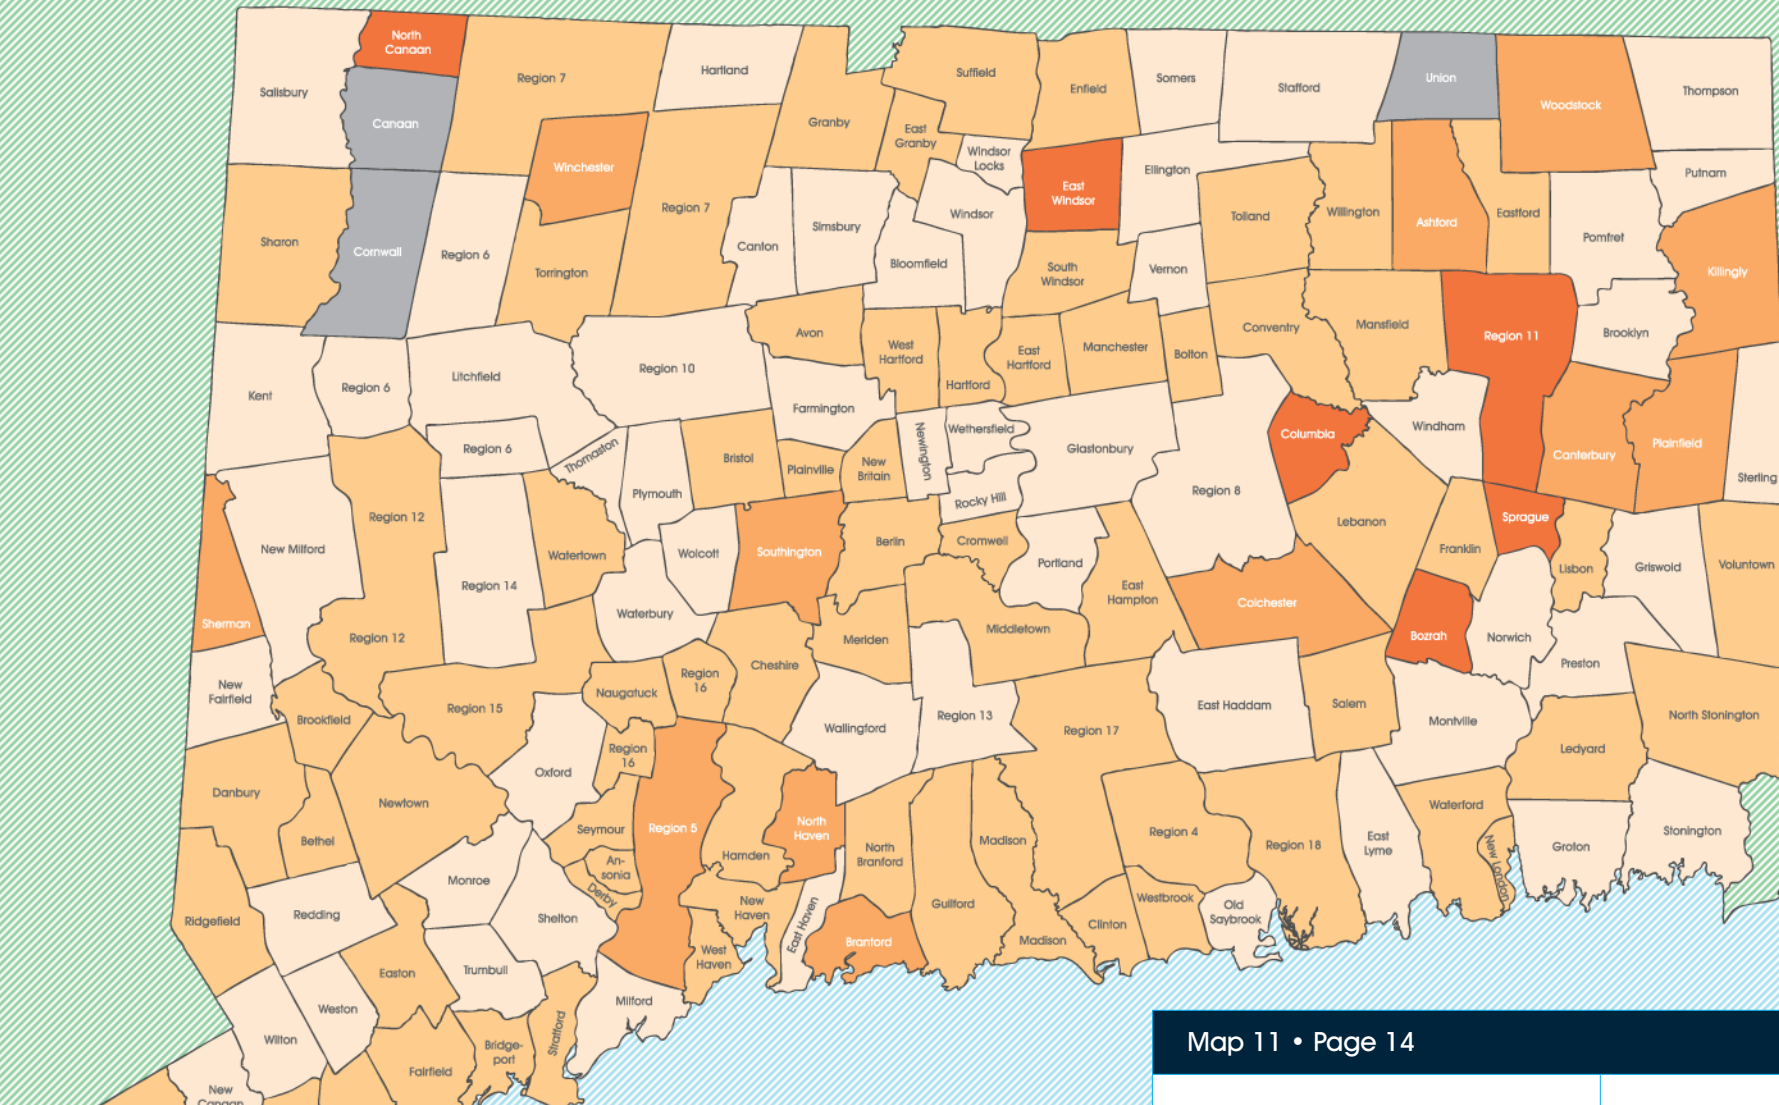 North
Canaan
Region 7
Hartland
Suffield
Enfield
Somers
Stafford
Union
Woodstock
Thompson
Salisbury
Canaan
Granby
East
Granby
Windsor
Locks
Winchester
Region 7
East
Windsor
Ellington
Putnam
Sharon
Cornwall
Region 6
Torrington
Canton
Simsbury
Bloomfield
Windsor
South
Windsor
Vernon
Tolland
Willington
Ashford
Eastford
Pomfret
Killingly
Kent
Region 6
Litchfield
Region 10
Avon
West
Hartford
Hartford
East
Hartford
Manchester
Bolton
Coventry
Mansfield
Region 11
Brooklyn
Farmington
Newington
Wethersfield
Glastonbury
Columbia
Windham
Canterbury
Plainfield
Sterling
Region 6
Thomaston
Plymouth
Bristol
Plainville
New
Britain
Rocky Hill
Region 8
Lebanon
Sprague
Region 12
New Milford
Region 14
Watertown
Wolcott
Southington
Berlin
Cromwell
Portland
East
Hampton
Colchester
Franklin
Lisbon
Griswold
Voluntown
Sherman
Region 12
Waterbury
Meriden
Middletown
Bozrah
Norwich
Preston
New
Fairfield
Brookfield
Region 15
Naugatuck
Region
16
Cheshire
Wallingford
Region 13
Region 17
East Haddam
Salem
Montville
Ledyard
North Stonington
Danbury
Bethel
Newtown
Oxford
Region
16
Seymour
Region 5
Hamden
North
Haven
North
Branford
Madison
Region 4
Region 18
East
Lyme
Waterford
New London
Groton
Stonington
Ridgefield
Redding
Monroe
Shelton
An-
sonia
Derby
New
Haven
West
Haven
East Haven
Branford
Guilford
Madison
Clinton
Westbrook
Old
Saybrook
Easton
Trumbull
Weston
Wilton
Milford
Stratford
Bridge-
port
Fairfield
New
Canaan
Map 11 • Page 14